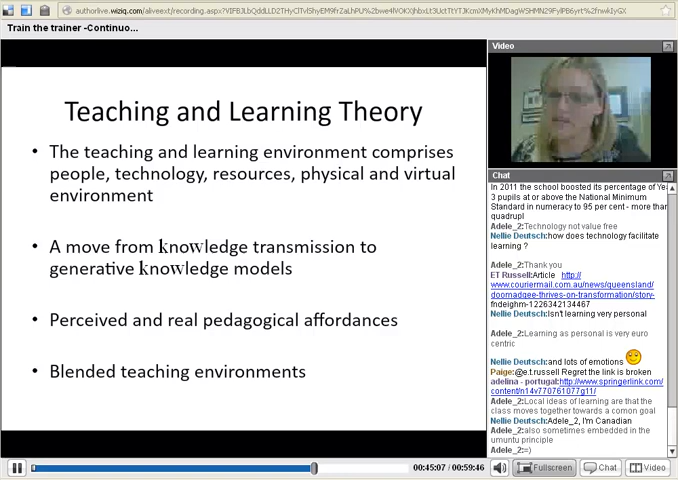 authorlive.wiziq.com/aliveext/recording.aspx?
Train the trainer -Continuo...
Teaching and Learning Theory
• The teaching and learning environment comprises
people, technology, resources, physical and virtual
environment
• A move from knowledge transmission to
generative knowledge models
• Perceived and real pedagogical affordances
• Blended teaching environments
Video
Chat
In 2011 the school boosted its percentage of Yea
3 pupils at or above the National Minimum
Standard in numeracy to 95 per cent - more than
quadrupl
Adele_2:Technology not value free
Nellie Deutsch:how does technology facilitate
learning ?
Adele_2:Thank you
ET Russell:Article http://
www.couriermail.com.au/news/queensland/
doomadgee-thrives-on-transformation/story-
fndeighm-1226342134467
Nellie Deutsch:Isn't learning very personal
Adele_2:Learning as personal is very euro
centric
Nellie Deutsch:and lots of emotions
Paige:@e.t.russell Regret the link is broken
adelina - portugal:http://www.springerlink.com/
content/n14v770761077g11/
Adele_2:Local ideas of learning are that the
class moves together towards a comon goal
Nellie Deutsch:Adele_2, I'm Canadian
Adele_2:also sometimes embedded in the
umuntu principle
Adele_2:=)
00:45:07 / 00:59:46
Fullscreen
Chat
Video